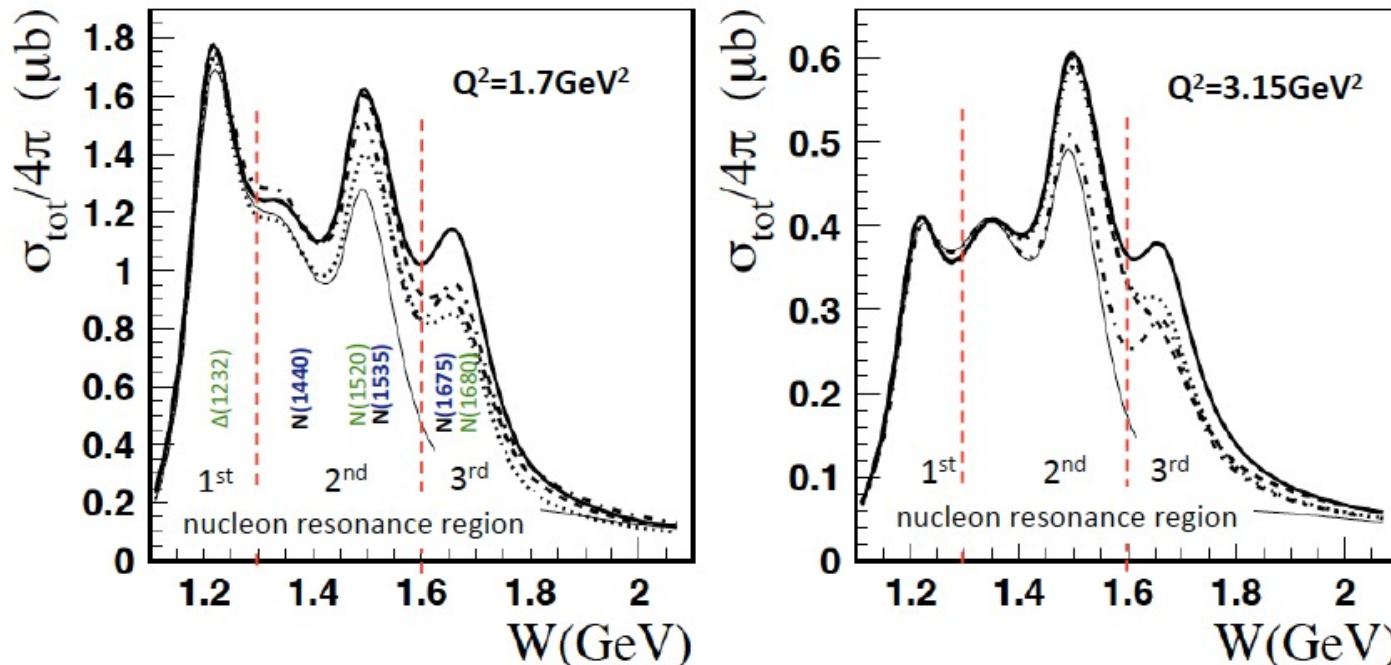 σtot/4π (μb)
1.8
1.6
1.4
1.2
1
0.8
0.6
0.4
0.2
0
Q²=1.7GeV²
Δ(1232)
N(1440)
N(1520)
N(1535)
N(1675)
N(1680)
1st
2nd
3rd
nucleon resonance region
1.2
1.4
1.6
1.8
2
W(GeV)
σtot/4π (μb)
0.6
0.5
0.4
0.3
0.2
0.1
0
Q²=3.15GeV²
1st
2nd
3rd
nucleon resonance region
1.2
1.4
1.6
1.8
2
W(GeV)